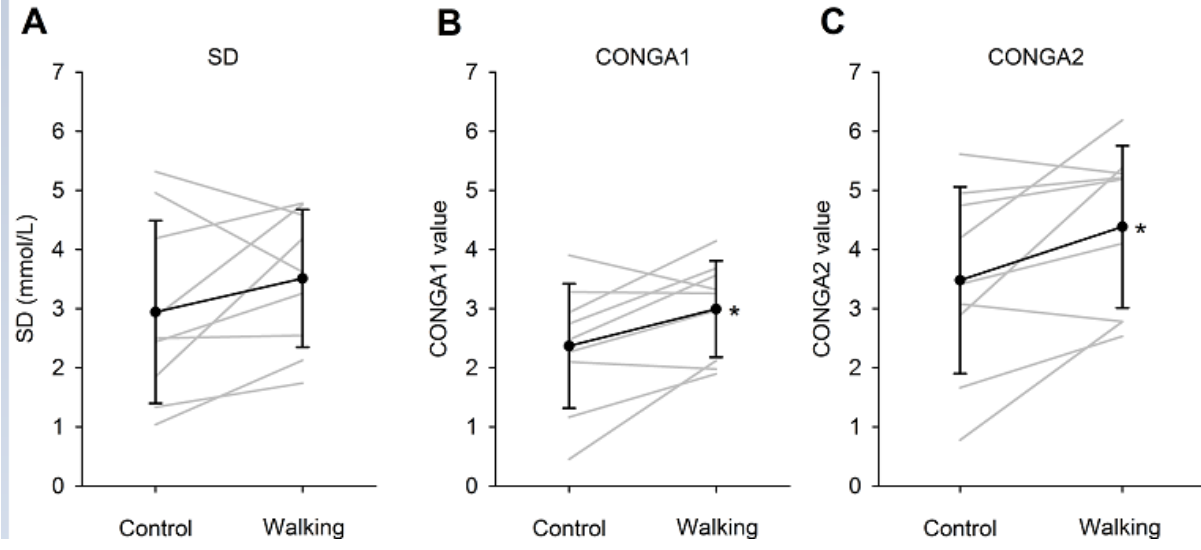 A
SD
SD (mmol/L)
7
6
5
4
3
2
1
0
Control Walking
B
CONGA1
CONGA1 value
7
6
5
4
3
2
1
0
*
Control Walking
C
CONGA2
CONGA2 value
7
6
5
4
3
2
1
0
*
Control Walking